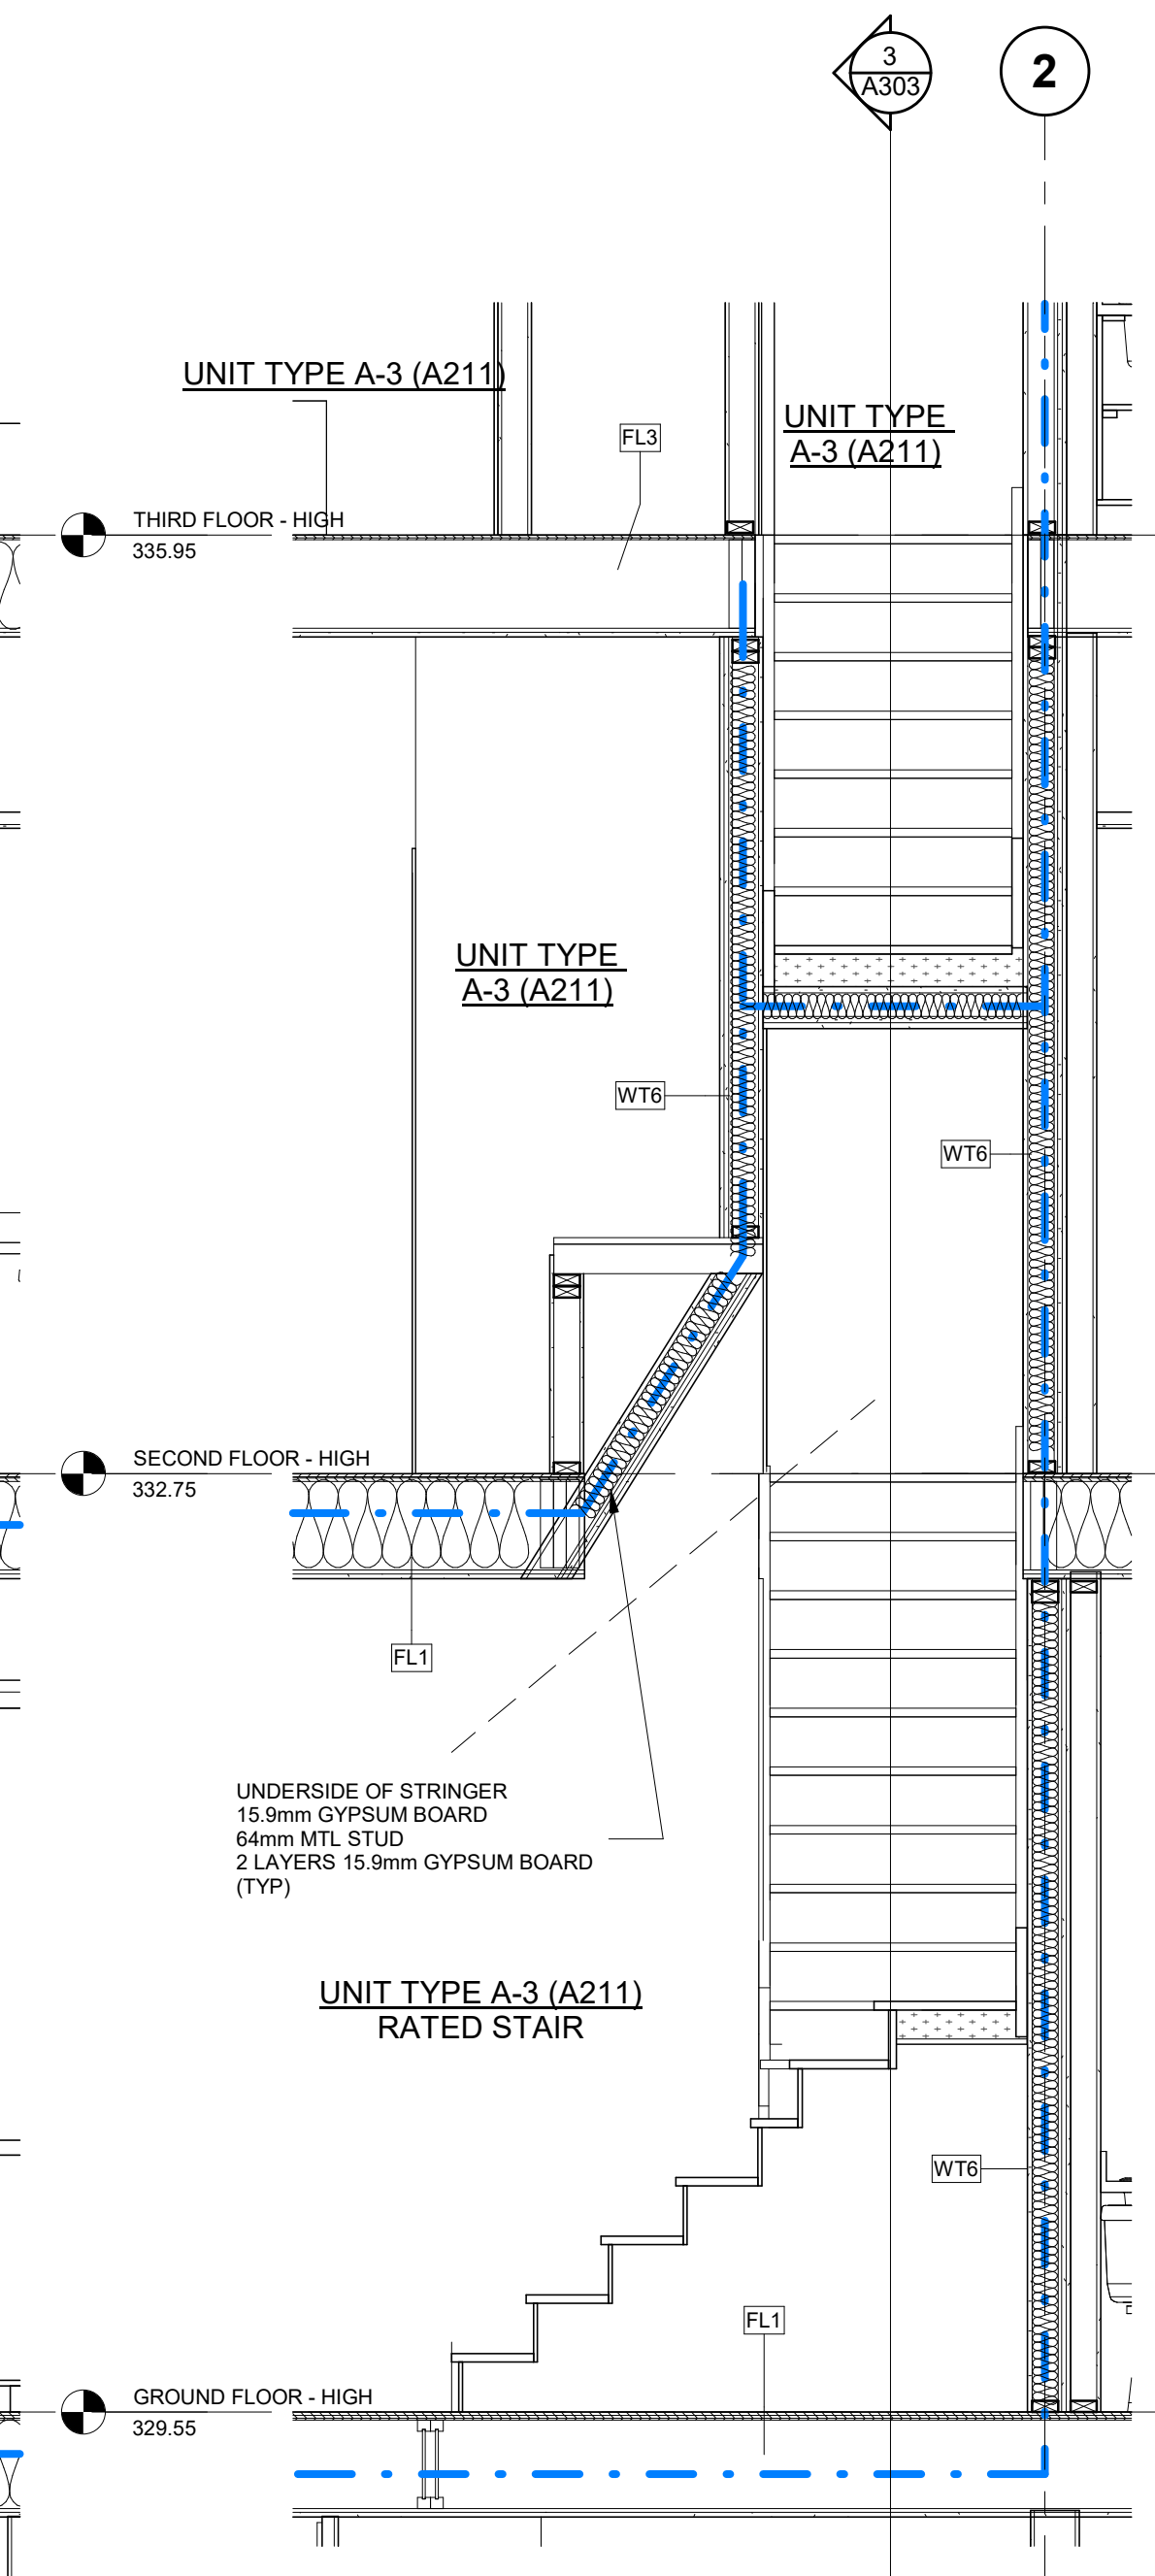 3
A303
2
UNIT TYPE A-3 (A211)
UNIT TYPE
A-3 (A211)
FL3
THIRD FLOOR - HIGH
335.95
UNIT TYPE
A-3 (A211)
WT6
WT6
SECOND FLOOR - HIGH
332.75
FL1
UNDERSIDE OF STRINGER
15.9mm GYPSUM BOARD
64mm MTL STUD
2 LAYERS 15.9mm GYPSUM BOARD
(TYP)
UNIT TYPE A-3 (A211)
RATED STAIR
WT6
FL1
GROUND FLOOR - HIGH
329.55